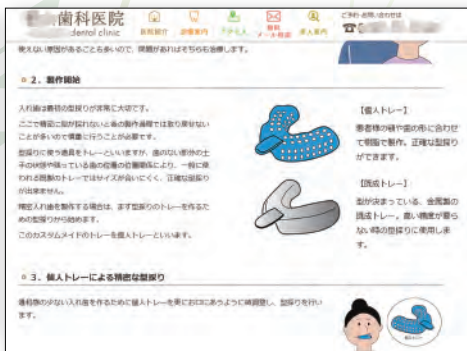 歯科医院
dental clinic
医院紹介 診療案内 無料メール相談 求人案内
ご予約・お問い合わせは
使えない原因があることも多いので、問題があればそちらも治療します。
2. 製作開始
入れ歯は最初の型採りが非常に大切です。
ここで精密に型が採れないと後の製作過程では取り戻せない
ことが多いので慎重に行うことが必要です。
型採りに使う道具をトレーといいますが、歯のない部分の土
手の状態や残っている歯の位置の位置関係により、一般に使
われる既製のトレーではサイズが合いにくく、正確な型採り
が出来ません。
精密入れ歯を製作する場合は、まず型採りのトレーを作るた
めの型採りから始めます。
このカスタムメイドのトレーを個人トレーといいます。
【個人トレー】
患者様の顎や歯の形に合わせ
て樹脂で製作。正確な型採り
ができます。
【既成トレー】
型が決まっている、金属製の
既成トレー。高い精度が要ら
ない時の型採りに使用しま
す。
3. 個人トレーによる精密な型採り
違和感の少ない入れ歯を作るために個人トレーを更にお口にあうように微調整し、型採りを行い
ます。
個人トレー